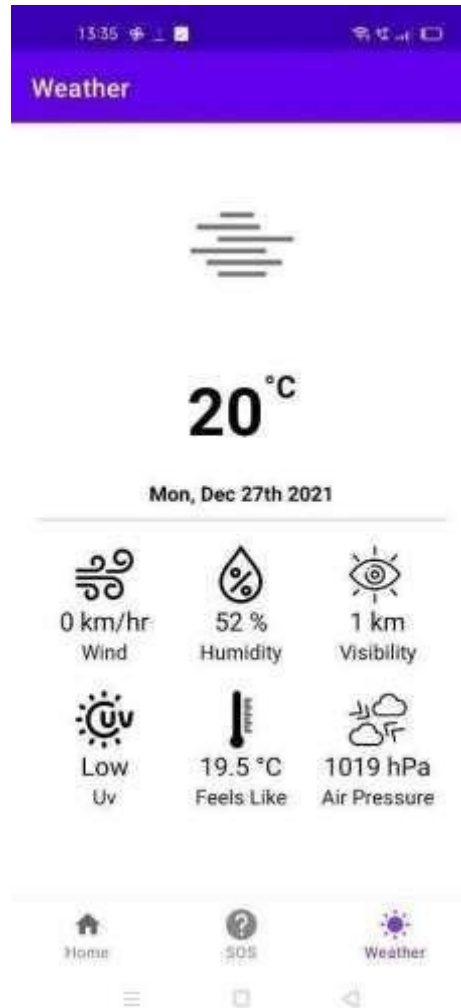 13:35
Weather
20 °C
Mon, Dec 27th 2021
0 km/hr 52 % 1 km
Wind Humidity Visibility
UV
Low 19.5 °C 1019 hPa
Uv Feels Like Air Pressure
Home SOS Weather